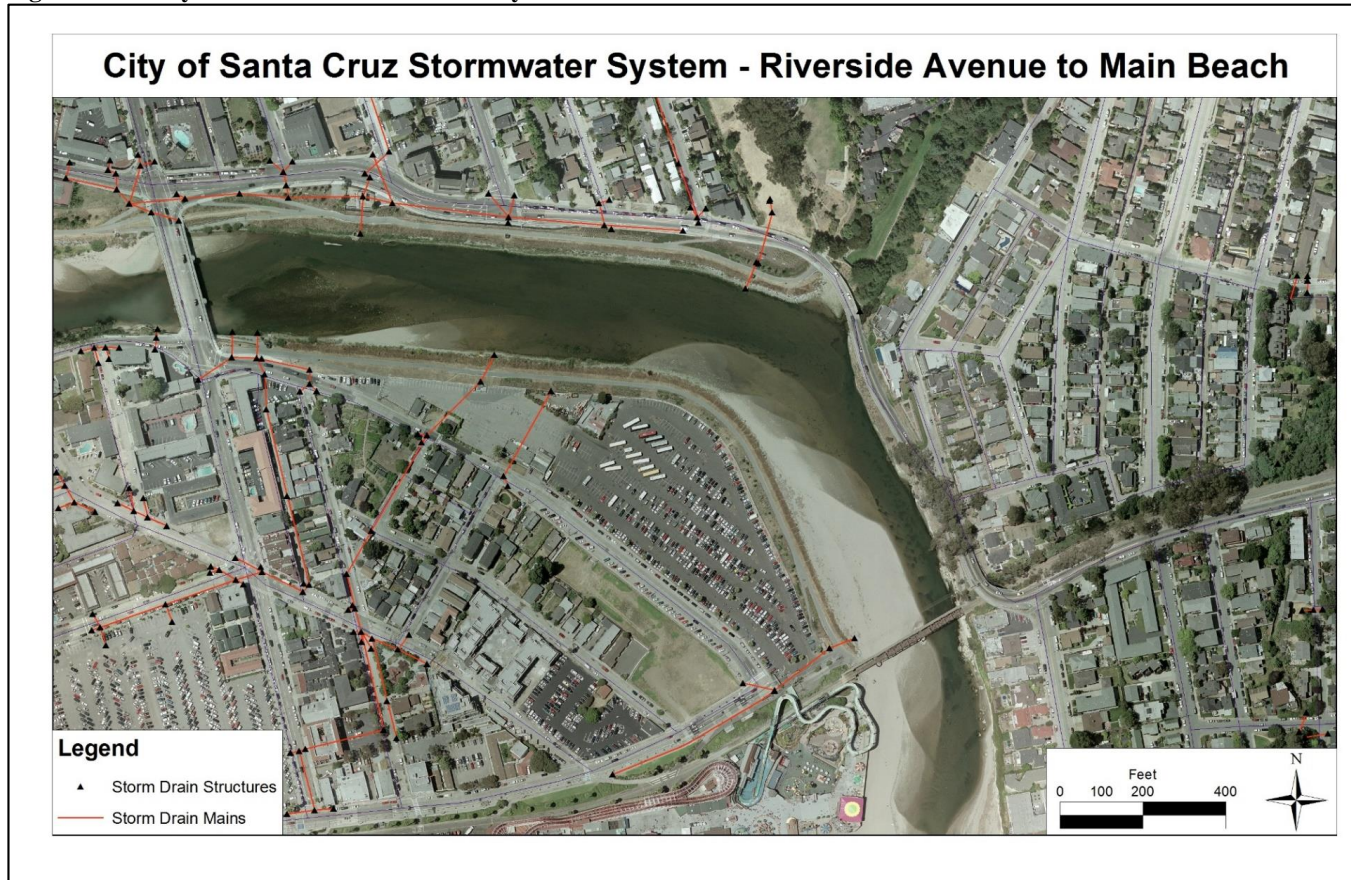 City of Santa Cruz Stormwater System - Riverside Avenue to Main Beach
Legend
Storm Drain Structures
Storm Drain Mains
Feet
0 100 200 400
N